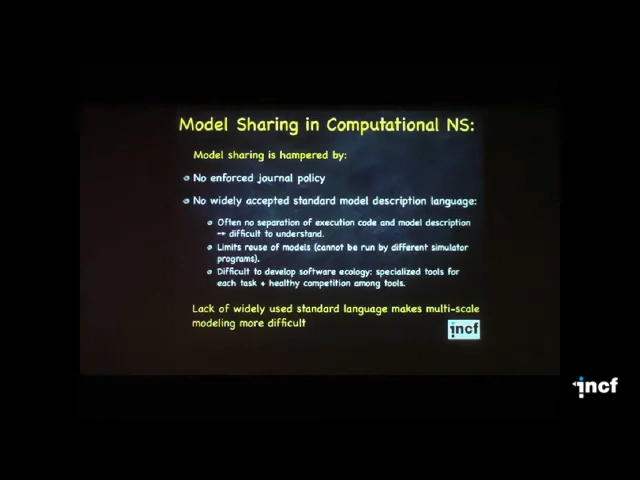 Model Sharing in Computational NS:
Model sharing is hampered by:
No enforced journal policy
No widely accepted standard model description language:
Often no separation of execution code and model description
↔ difficult to understand.
Limits reuse of models (cannot be run by different simulator
programs).
Difficult to develop software ecology: specialized tools for
each task + healthy competition among tools.
Lack of widely used standard language makes multi-scale
modeling more difficult
incf
incf